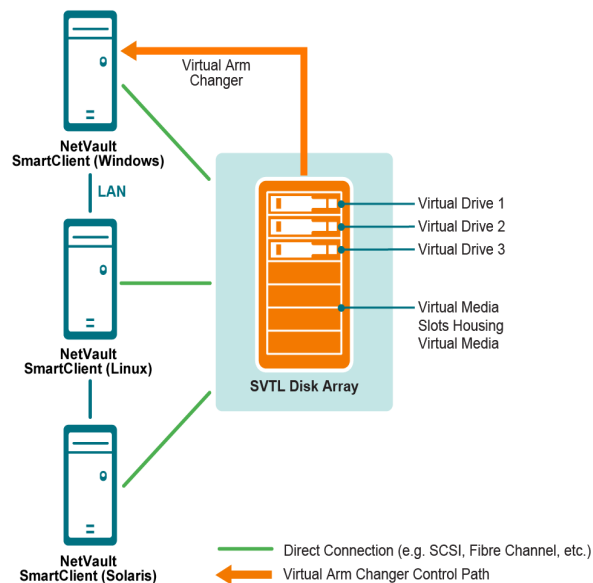 Virtual Arm
Changer
NetVault
SmartClient (Windows)
LAN
Virtual Drive 1
Virtual Drive 2
Virtual Drive 3
Virtual Media
Slots Housing
Virtual Media
NetVault
SmartClient (Linux)
SVTL Disk Array
NetVault
SmartClient (Solaris)
Direct Connection (e.g. SCSI, Fibre Channel, etc.)
Virtual Arm Changer Control Path